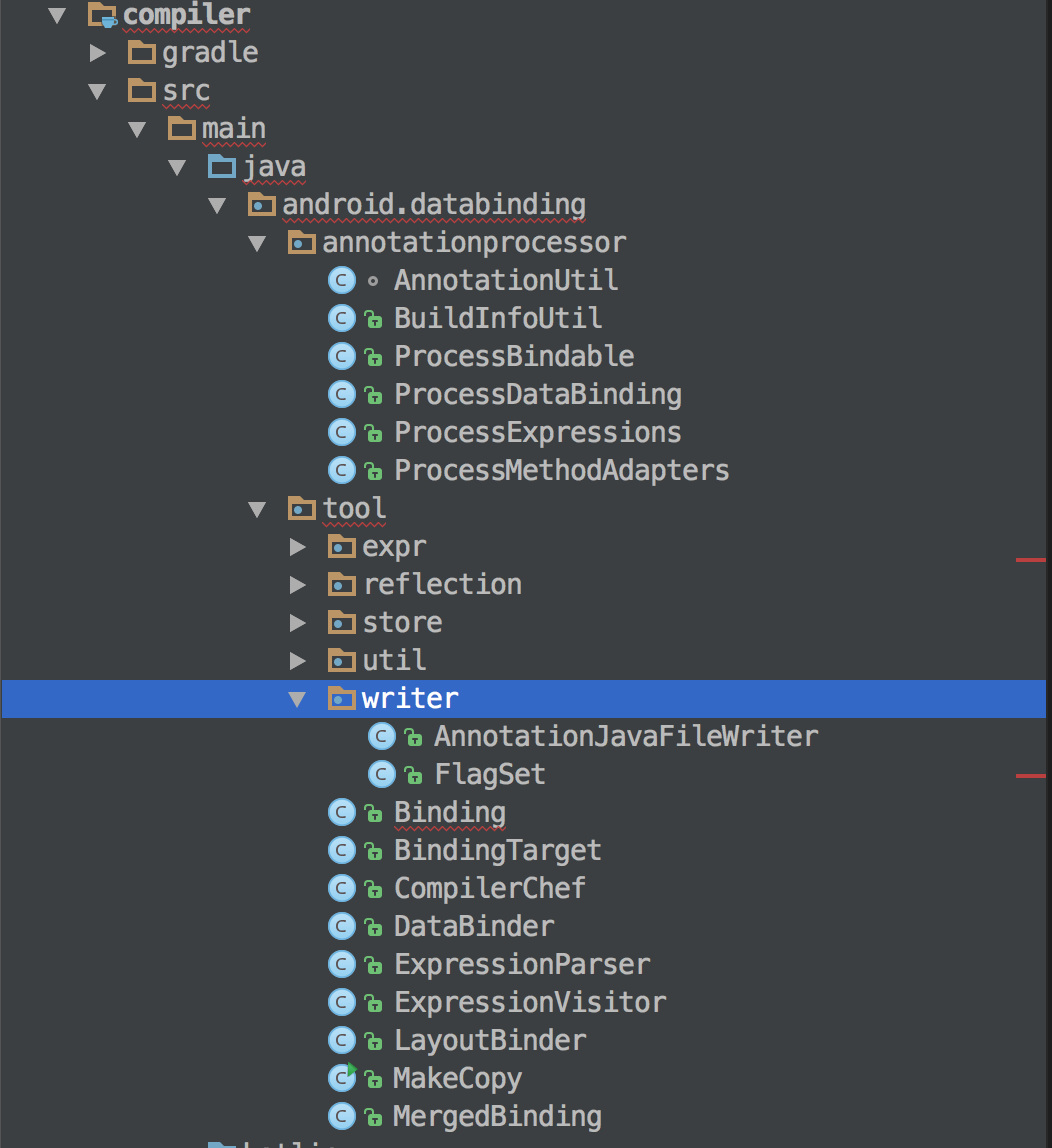 compiler
gradle
src
main
java
android.databinding
annotationprocessor
AnnotationUtil
BuildInfoUtil
ProcessBindable
ProcessDataBinding
ProcessExpressions
ProcessMethodAdapters
tool
expr
reflection
store
util
writer
AnnotationJavaFileWriter
FlagSet
Binding
BindingTarget
CompilerChef
DataBinder
ExpressionParser
ExpressionVisitor
LayoutBinder
MakeCopy
MergedBinding